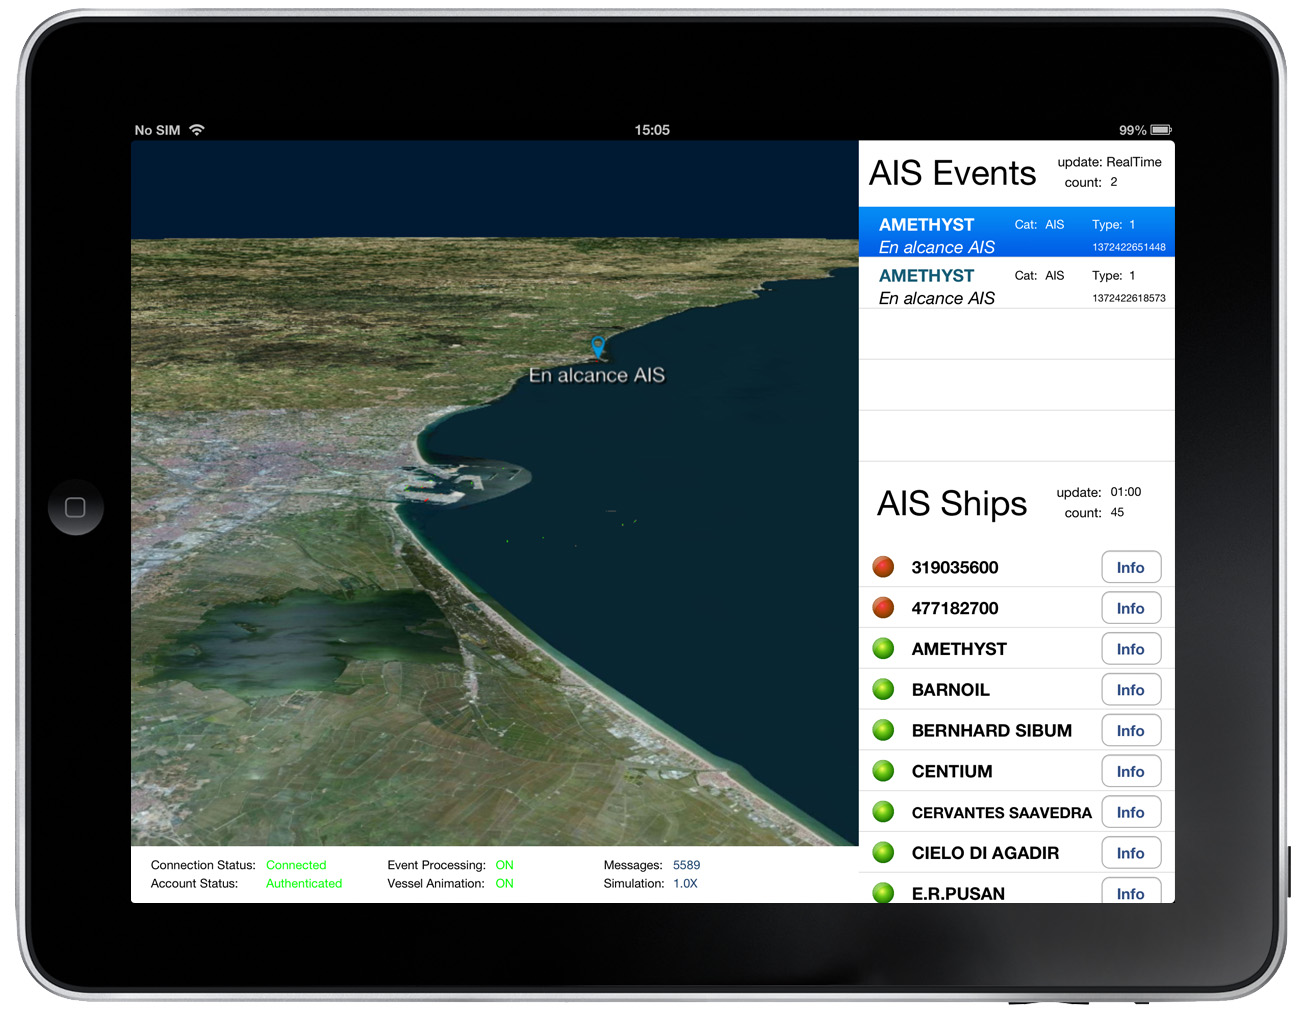 No SIM 15:05 99%
AIS Events update: RealTime
count: 2
AMETHYST Cat: AIS Type: 1
En alcance AIS 1372422651448
AMETHYST Cat: AIS Type: 1
En alcance AIS 1372422618573
En alcance AIS
AIS Ships update: 01:00
count: 45
319035600 Info
477182700 Info
AMETHYST Info
BARNOIL Info
BERNHARD SIBUM Info
CENTIUM Info
CERVANTES SAAVEDRA Info
CIELO DI AGADIR Info
E.R.PUSAN Info
Connection Status: Connected Event Processing: ON Messages: 5589
Account Status: Authenticated Vessel Animation: ON Simulation: 1.0X